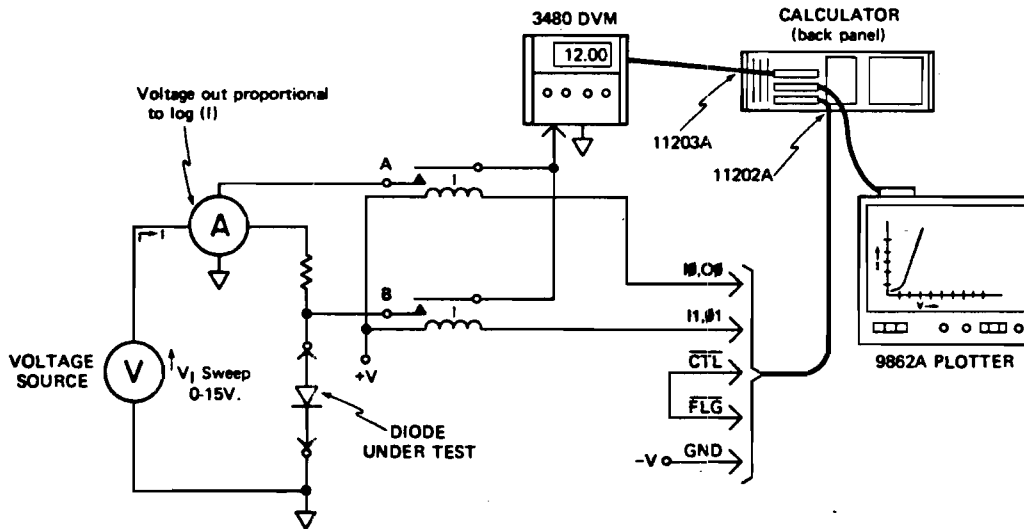 3480 DVM
12.00
CALCULATOR
(back panel)
Voltage out proportional
to log (I)
11203A
11202A
A
I
A
I
I0,O0
B
I
I1,01
VOLTAGE
SOURCE
V
V_I Sweep
0-15V.
+V
CTL
FLG
-V
GND
DIODE
UNDER TEST
I
V
9862A PLOTTER